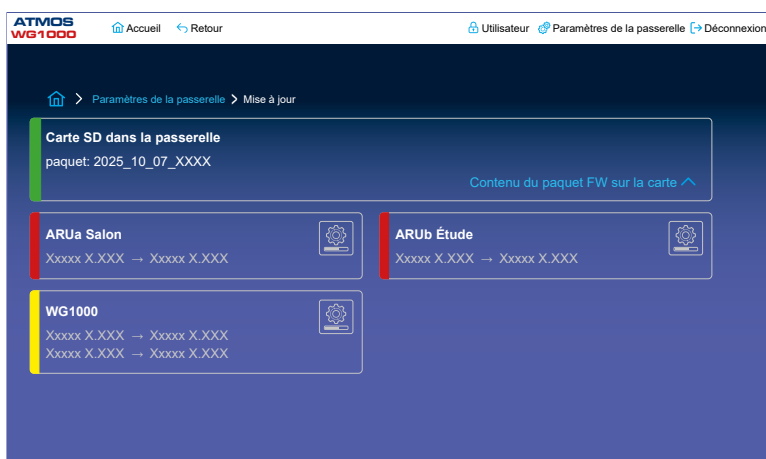 ATMOS
WG1000
Accueil
Retour
Utilisateur
Paramètres de la passerelle
Déconnexion
Paramètres de la passerelle
Mise à jour
Carte SD dans la passerelle
paquet: 2025_10_07_XXXX
Contenu du paquet FW sur la carte
ARUa Salon
Xxxxx X.XXX → Xxxxx X.XXX
ARUb Étude
Xxxxx X.XXX → Xxxxx X.XXX
WG1000
Xxxxx X.XXX → Xxxxx X.XXX
Xxxxx X.XXX → Xxxxx X.XXX